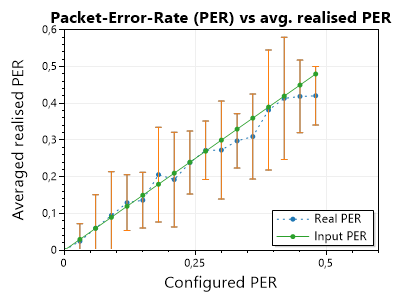 Packet-Error-Rate (PER) vs avg. realised PER
0,6
0,5
0,4
0,3
0,2
0,1
0
Averaged realised PER
0
0,25
0,5
Configured PER
Real PER
Input PER